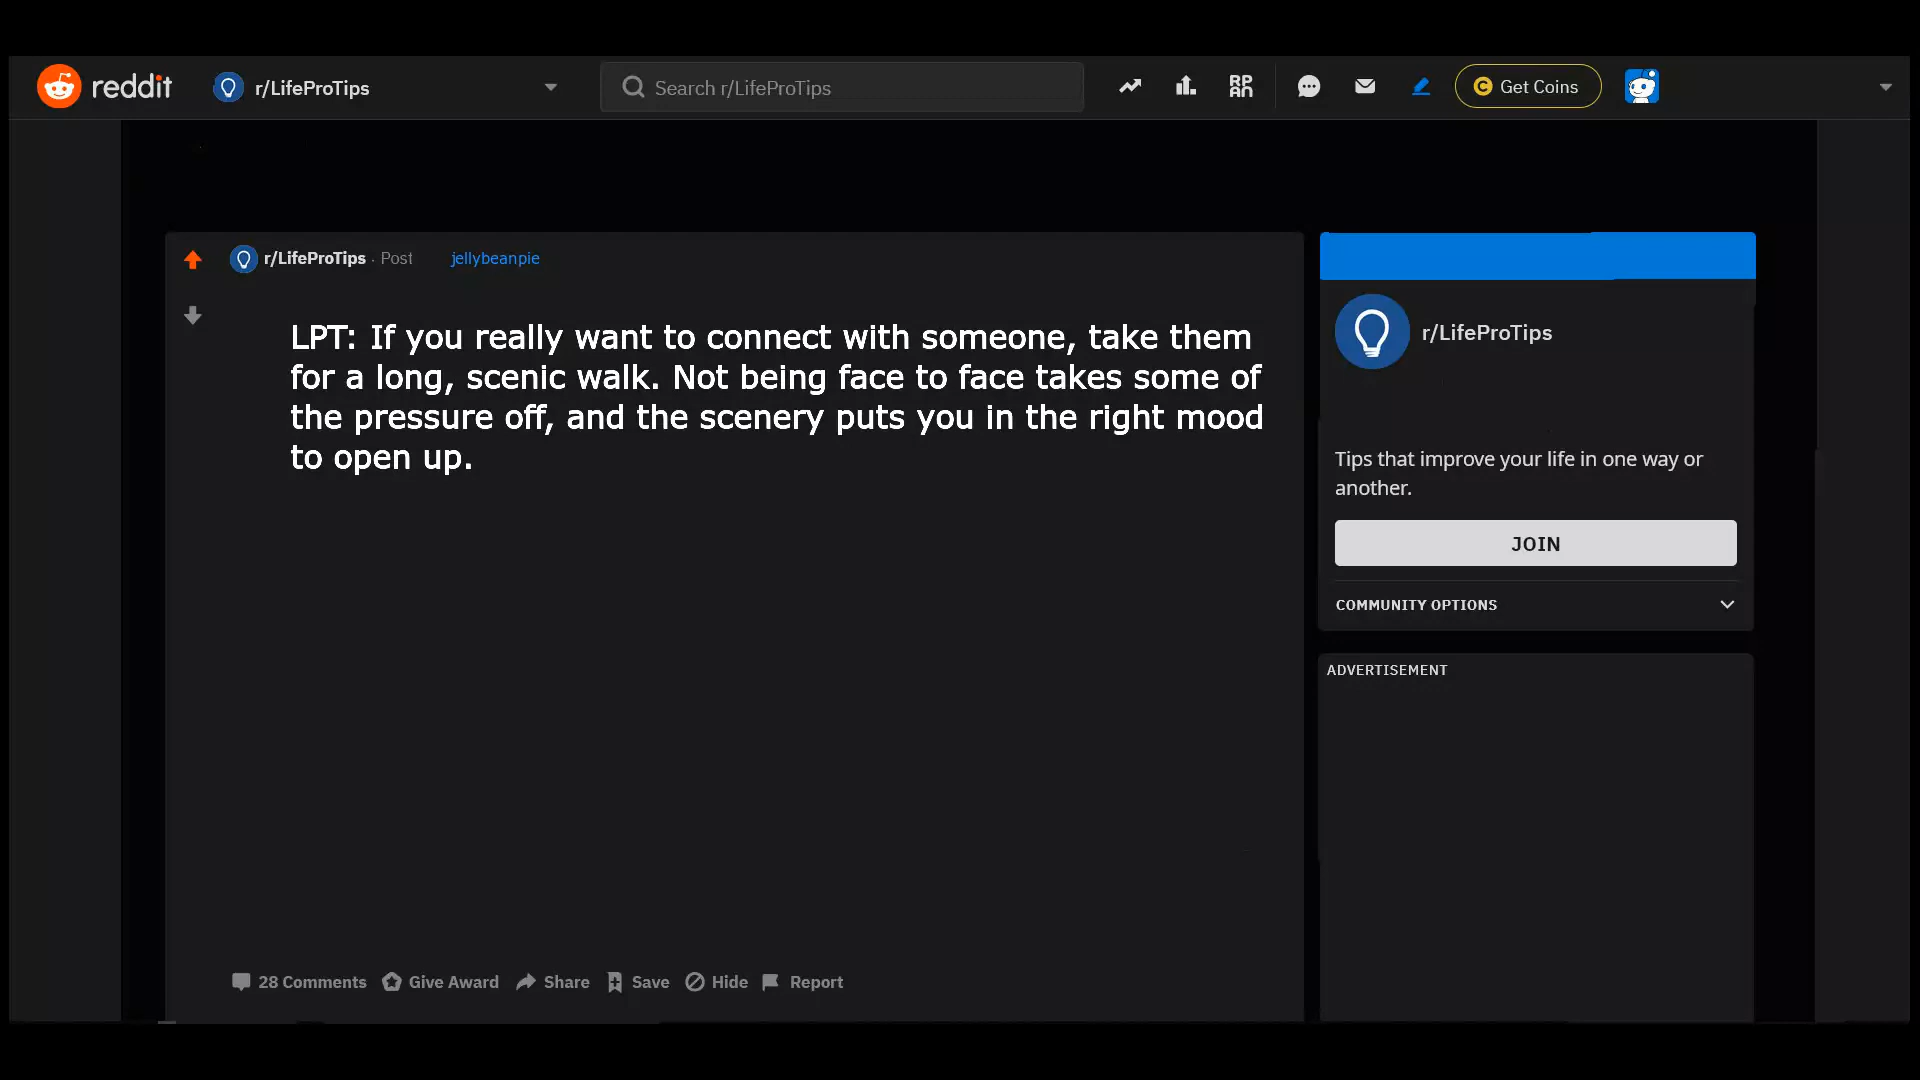 reddit
r/LifeProTips
Search r/LifeProTips
RPAN
Get Coins
r/LifeProTips · Post jellybeanpie
LPT: If you really want to connect with someone, take them
for a long, scenic walk. Not being face to face takes some of
the pressure off, and the scenery puts you in the right mood
to open up.
28 Comments Give Award Share Save Hide Report
r/LifeProTips
Tips that improve your life in one way or
another.
JOIN
COMMUNITY OPTIONS
ADVERTISEMENT